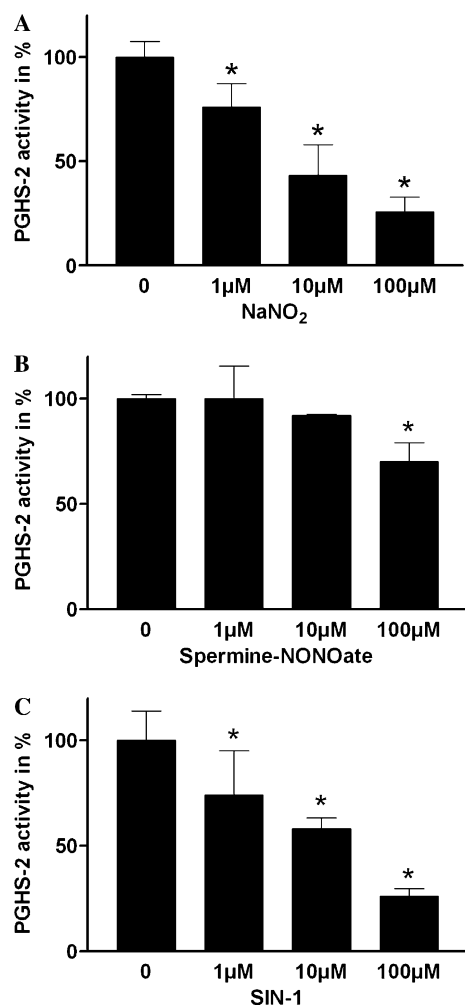 A
PGHS-2 activity in %
100
50
0
*
*
*
0 1µM 10µM 100µM
NaNO2
B
PGHS-2 activity in %
100
50
0
*
0 1µM 10µM 100µM
Spermine-NONOate
C
PGHS-2 activity in %
100
50
0
*
*
*
0 1µM 10µM 100µM
SIN-1